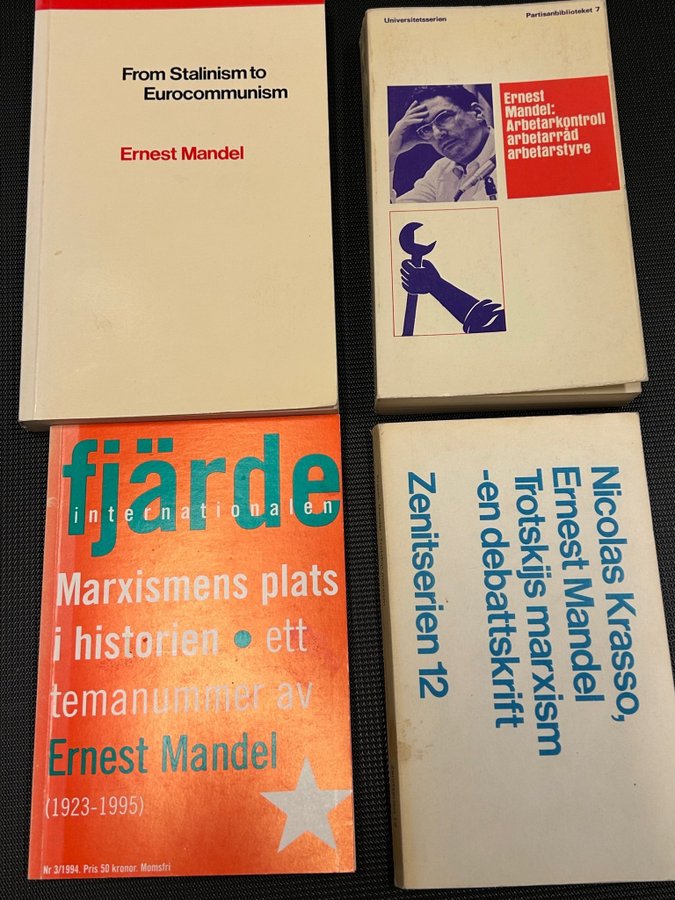 From Stalinism to
Eurocommunism
Ernest Mandel
Universitetsserien
Partisanbiblioteket 7
Ernest
Mandel:
Arbetarkontroll
arbetarråd
arbetarstyre
fjärde
internationalen
Marxismens plats
i historien • ett
temanummer av
Ernest Mandel
(1923-1995)
Nr 3/1994. Pris 50 kronor. Momsfri
Nicolas Krasso,
Ernest Mandel
Trotskijs marxism
-en debattskrift
Zenitserien 12